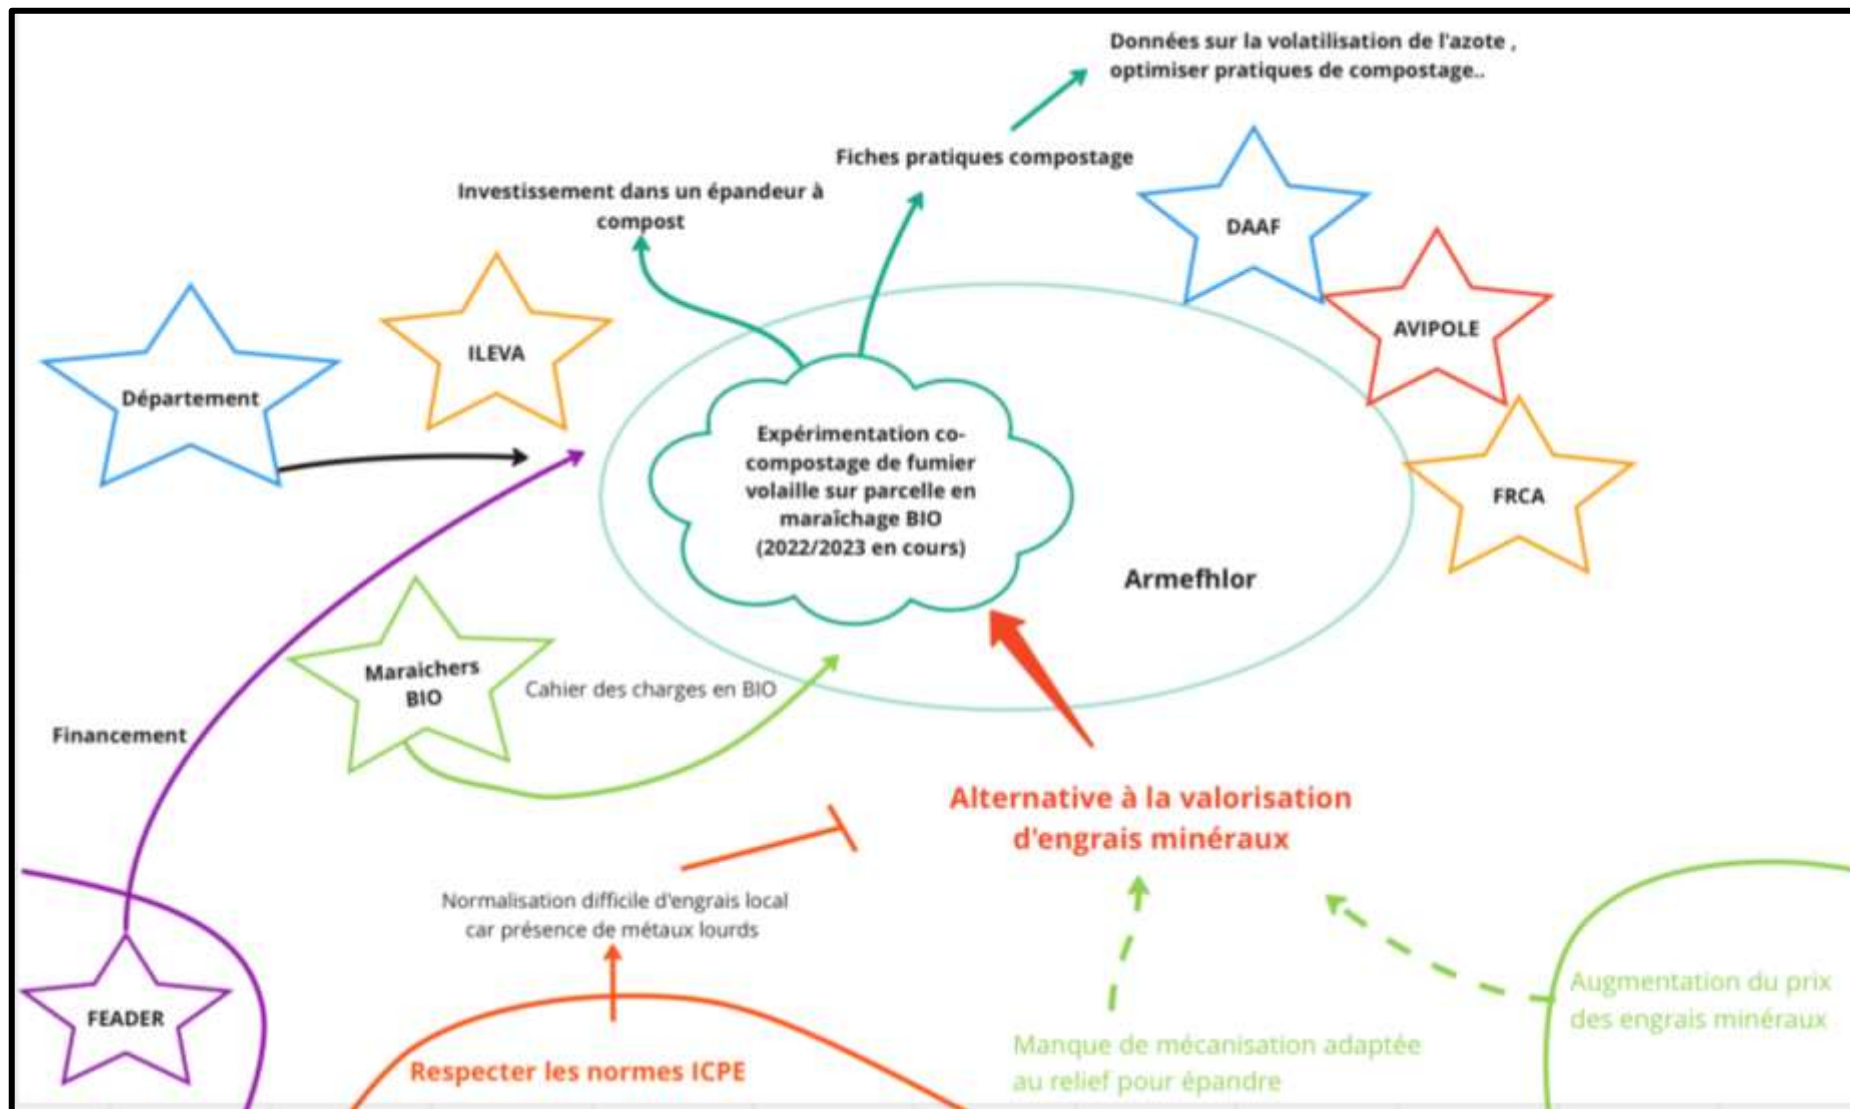 Données sur la volatilisation de l'azote ,
optimiser pratiques de compostage..
Fiches pratiques compostage
Investissement dans un épandeur à
compost
DAAF
AVIPOLE
ILEVA
Département
FRCA
Expérimentation co-
compostage de fumier
volaille sur parcelle en
maraîchage BIO
(2022/2023 en cours)
Armefhlor
Maraichers
BIO
Cahier des charges en BIO
Financement
Alternative à la valorisation
d'engrais minéraux
Normalisation difficile d'engrais local
car présence de métaux lourds
FEADER
Respecter les normes ICPE
Manque de mécanisation adaptée
au relief pour épandre
Augmentation du prix
des engrais minéraux